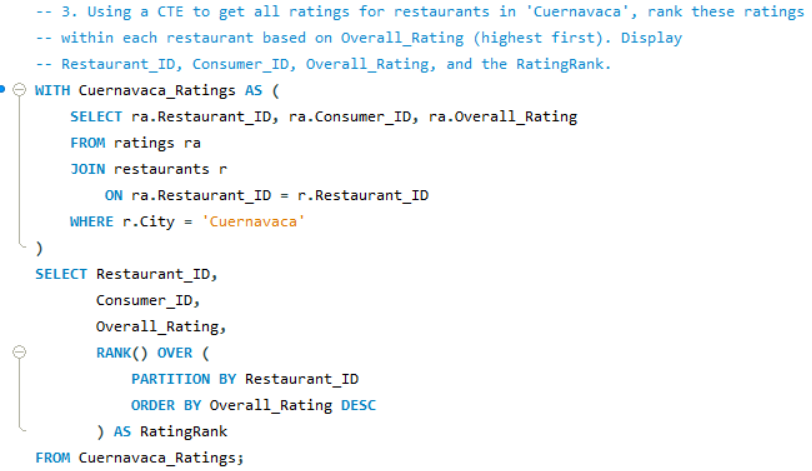 -- 3. Using a CTE to get all ratings for restaurants in 'Cuernavaca', rank these ratings
-- within each restaurant based on Overall_Rating (highest first). Display
-- Restaurant_ID, Consumer_ID, Overall_Rating, and the RatingRank.
WITH Cuernavaca_Ratings AS (
    SELECT ra.Restaurant_ID, ra.Consumer_ID, ra.Overall_Rating
    FROM ratings ra
    JOIN restaurants r
        ON ra.Restaurant_ID = r.Restaurant_ID
    WHERE r.City = 'Cuernavaca'
)
SELECT Restaurant_ID,
       Consumer_ID,
       Overall_Rating,
       RANK() OVER (
           PARTITION BY Restaurant_ID
           ORDER BY Overall_Rating DESC
       ) AS RatingRank
FROM Cuernavaca_Ratings;